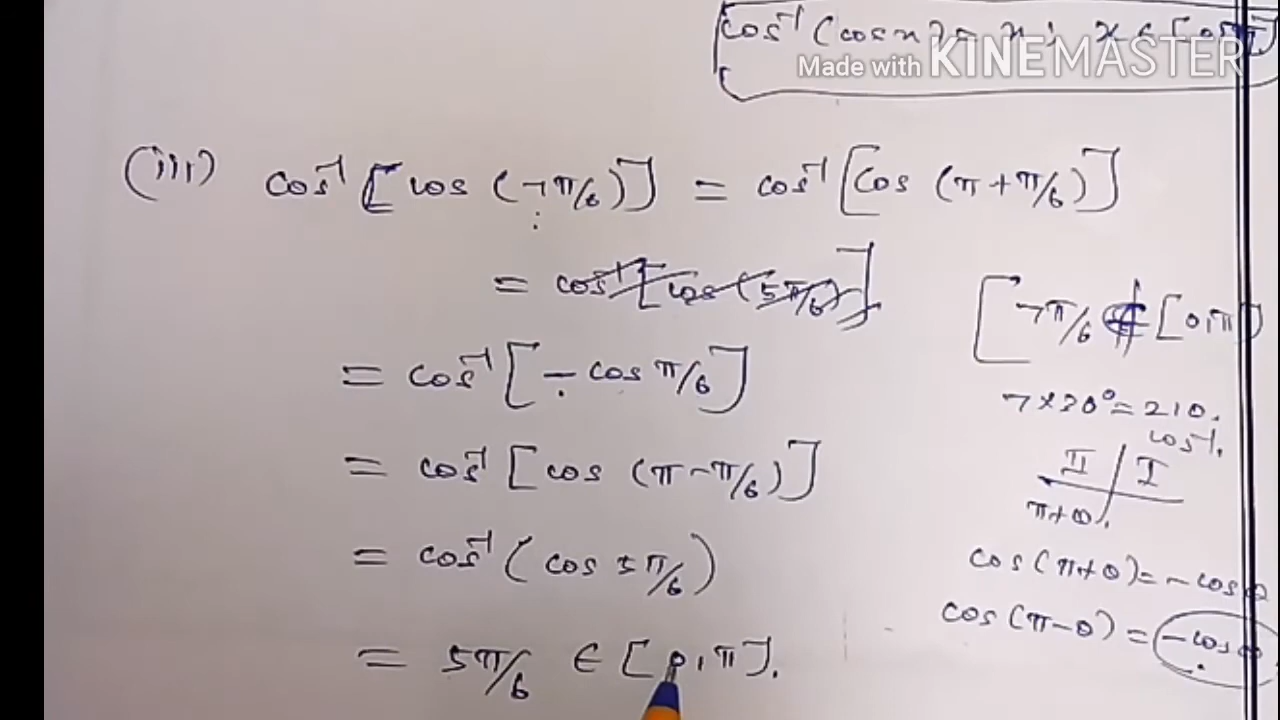 cos⁻¹(cos x) = x, x ∈ [0, π]
Made with KINEMASTER
(iii) cos⁻¹[cos (7π/6)] = cos⁻¹[cos (π + π/6)]
= cos⁻¹[cos (5π/6)]
[7π/6 ∉ [0, π]
= cos⁻¹[− cos π/6]
7 × 30° = 210.
cos⁻¹.
II | I
= cos⁻¹[cos (π − π/6)]
π+θ
= cos⁻¹(cos 5π/6)
cos(π+θ) = − cos θ
cos(π−θ) = − cos θ
= 5π/6 ∈ [0, π].